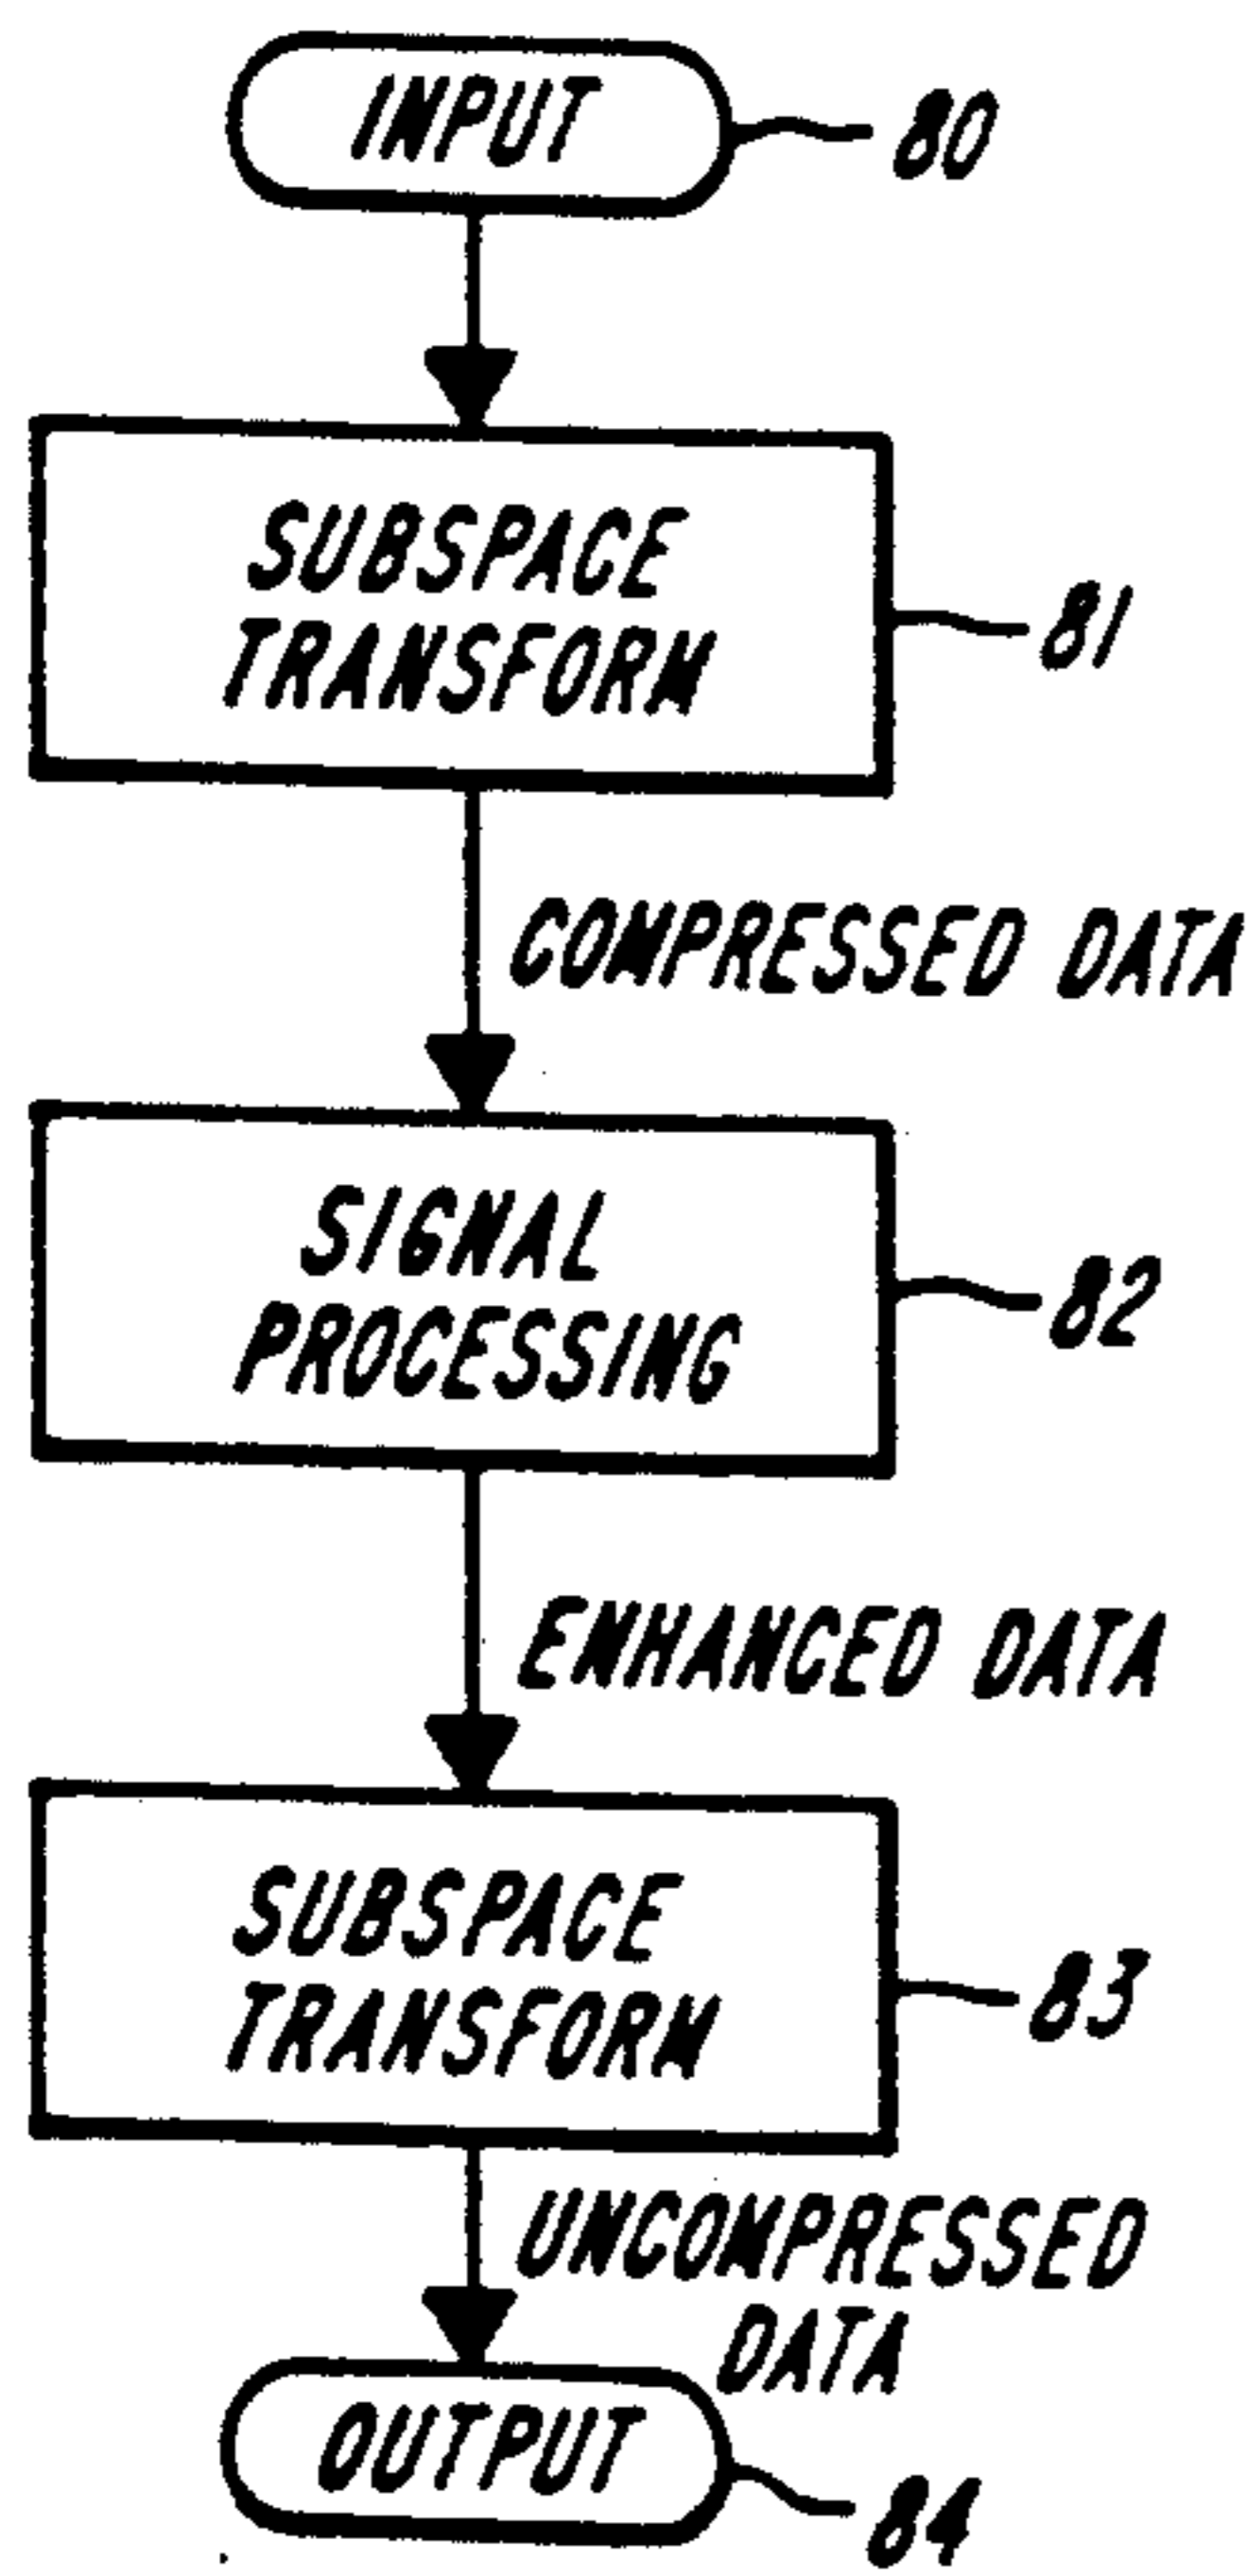 INPUT
80
SUBSPACE
TRANSFORM
81
COMPRESSED DATA
SIGNAL
PROCESSING
82
ENHANCED DATA
SUBSPACE
TRANSFORM
83
UNCOMPRESSED
DATA
OUTPUT
84